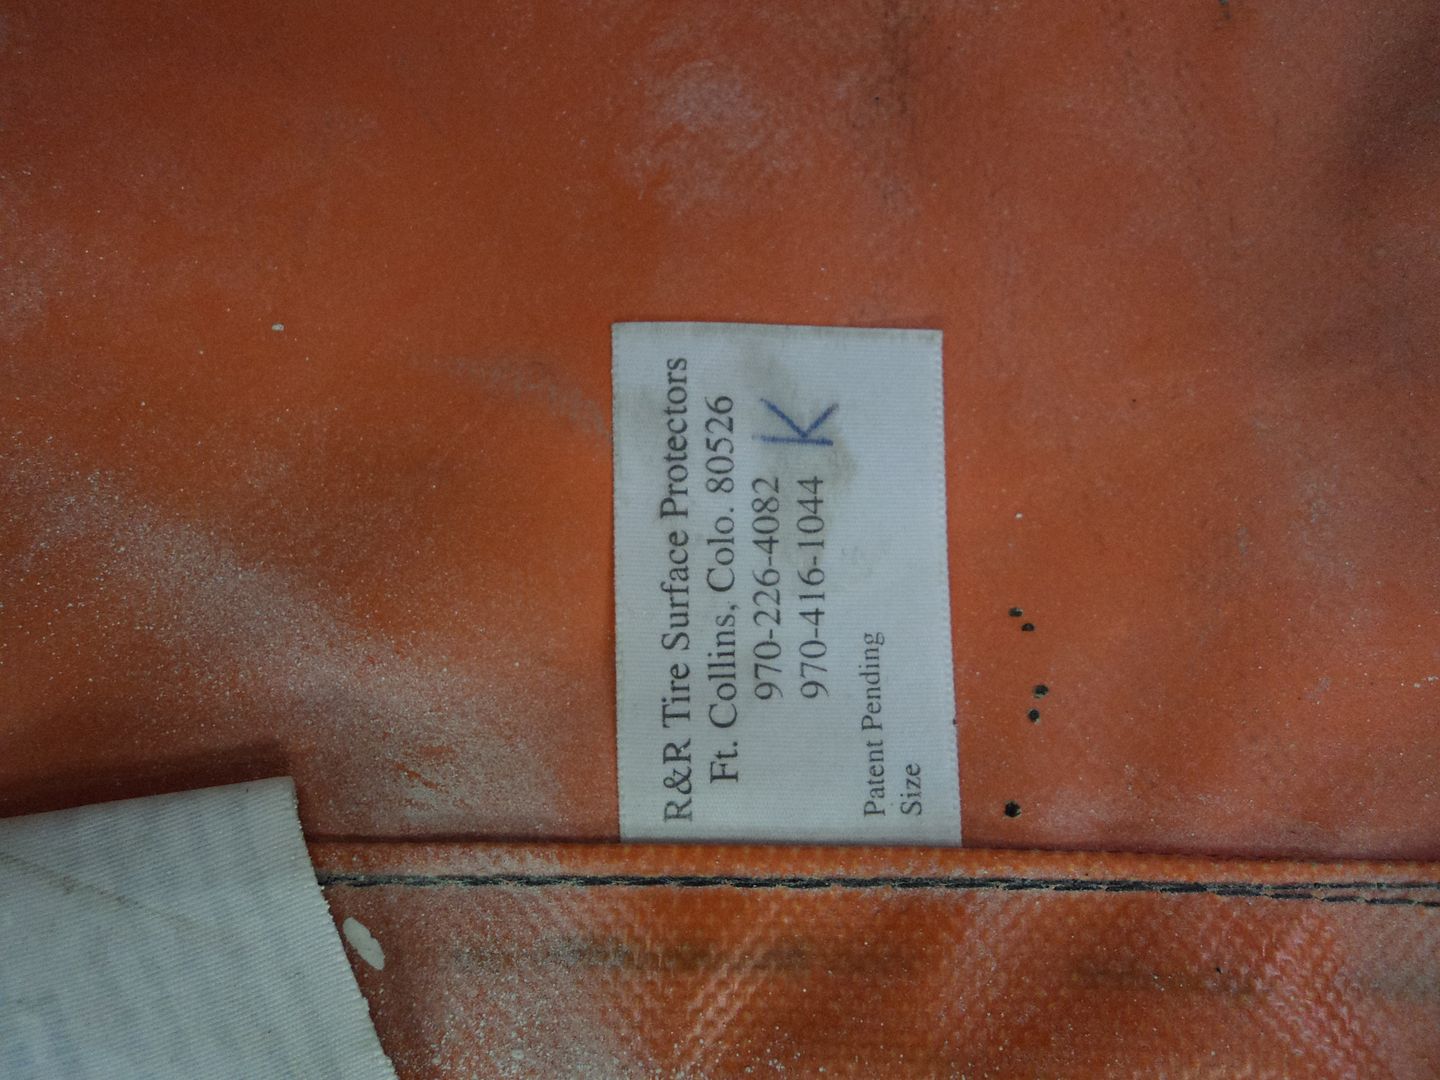 R&R Tire Surface Protectors
Ft. Collins, Colo. 80526
970-226-4082
970-416-1044
K
Patent Pending
Size